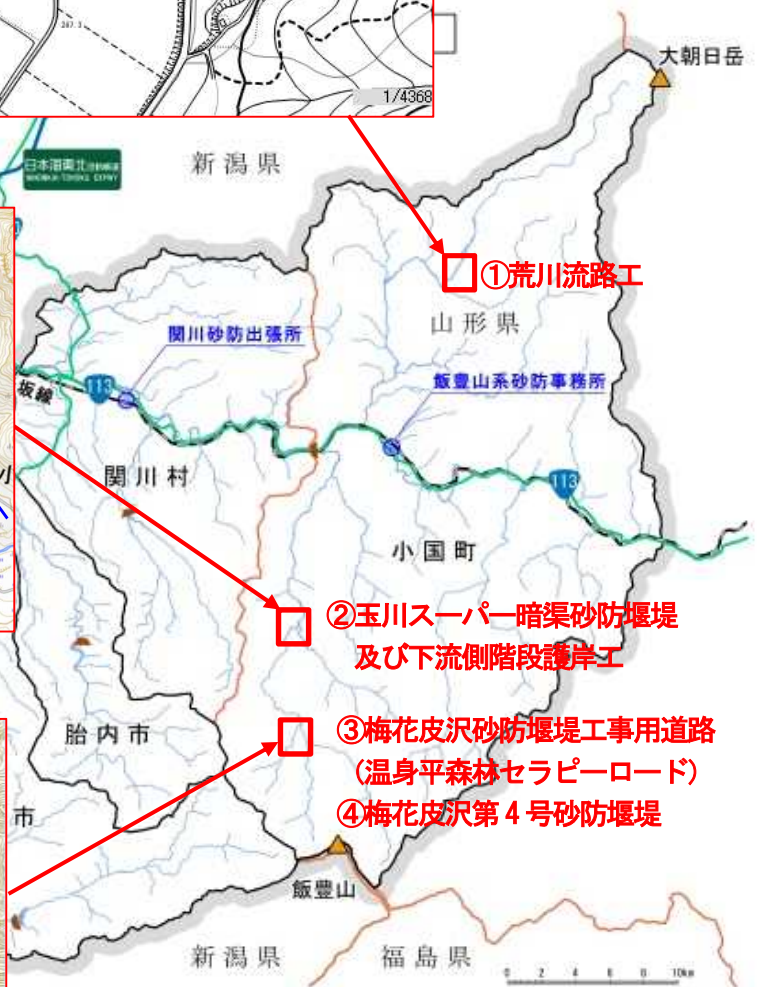 267.3
1/4368
大朝日岳
新潟県
①荒川流路工
山形県
関川砂防出張所
飯豊山系砂防事務所
坂線
113
関川村
113
小国町
②玉川スーパー暗渠砂防堰堤
及び下流側階段護岸工
胎内市
③梅花皮沢砂防堰堤工事用道路
(温身平森林セラピーロード)
市
④梅花皮沢第4号砂防堰堤
飯豊山
新潟県
福島県
0 2 4 6 8 10km